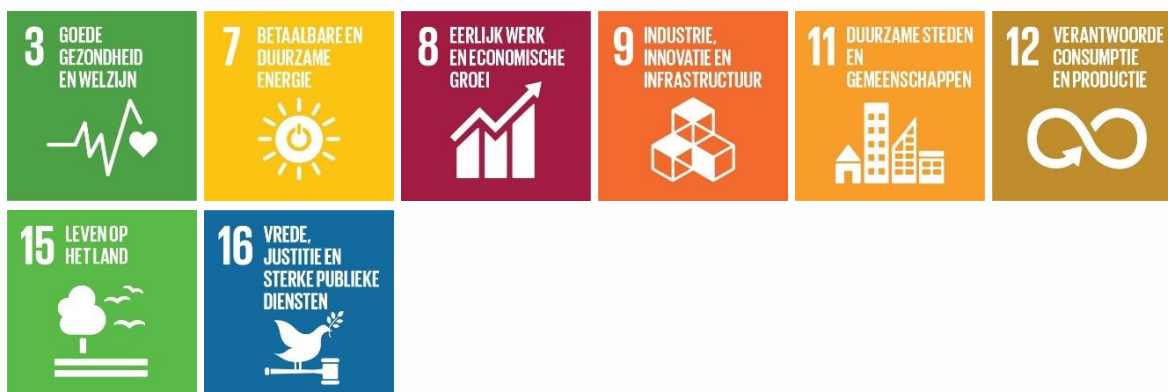 3 GOEDE
GEZONDHEID
EN WELZIJN
7 BETAALBARE EN
DUURZAME
ENERGIE
8 EERLIJK WERK
EN ECONOMISCHE
GROEI
9 INDUSTRIE,
INNOVATIE EN
INFRASTRUCTUUR
11 DUURZAME STEDEN
EN
GEMEENSCHAPPEN
12 VERANTWOORDE
CONSUMPTIE
EN PRODUCTIE
15 LEVEN OP
HET LAND
16 VREDE,
JUSTITIE EN
STERKE PUBLIEKE
DIENSTEN